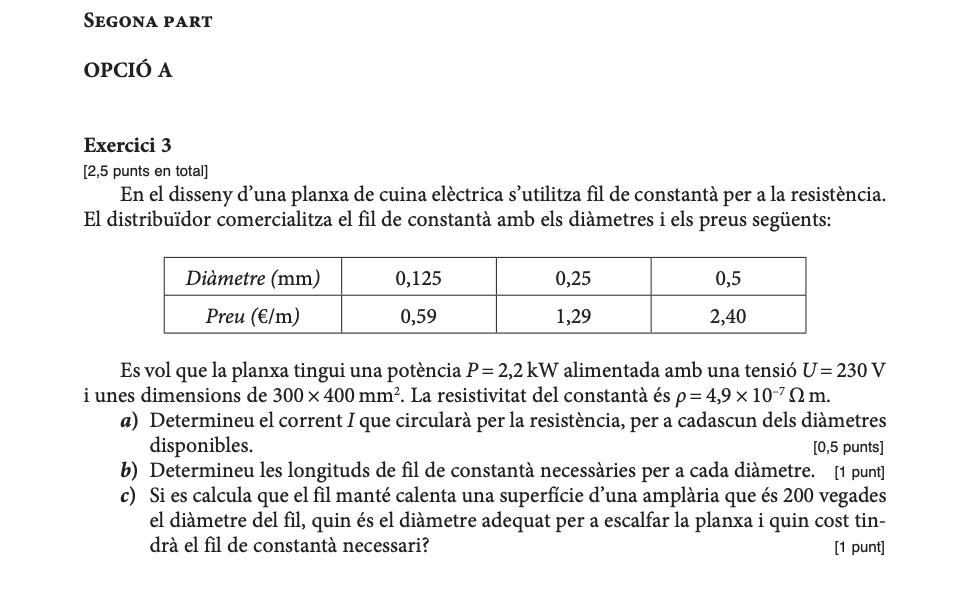 SEGONA PART
OPCIÓ A
Exercici 3
[2,5 punts en total]
En el disseny d’una planxa de cuina elèctrica s’utilitza fil de constantà per a la resistència.
El distribuïdor comercialitza el fil de constantà amb els diàmetres i els preus següents:
Diàmetre (mm) 0,125 0,25 0,5
Preu (€/m) 0,59 1,29 2,40
Es vol que la planxa tingui una potència P = 2,2 kW alimentada amb una tensió U = 230 V
i unes dimensions de 300 × 400 mm². La resistivitat del constantà és ρ = 4,9 × 10⁻⁷ Ω m.
a) Determineu el corrent I que circularà per la resistència, per a cadascun dels diàmetres
disponibles. [0,5 punts]
b) Determineu les longituds de fil de constantà necessàries per a cada diàmetre. [1 punt]
c) Si es calcula que el fil manté calenta una superfície d’una amplària que és 200 vegades
el diàmetre del fil, quin és el diàmetre adequat per a escalfar la planxa i quin cost tin-
drà el fil de constantà necessari? [1 punt]